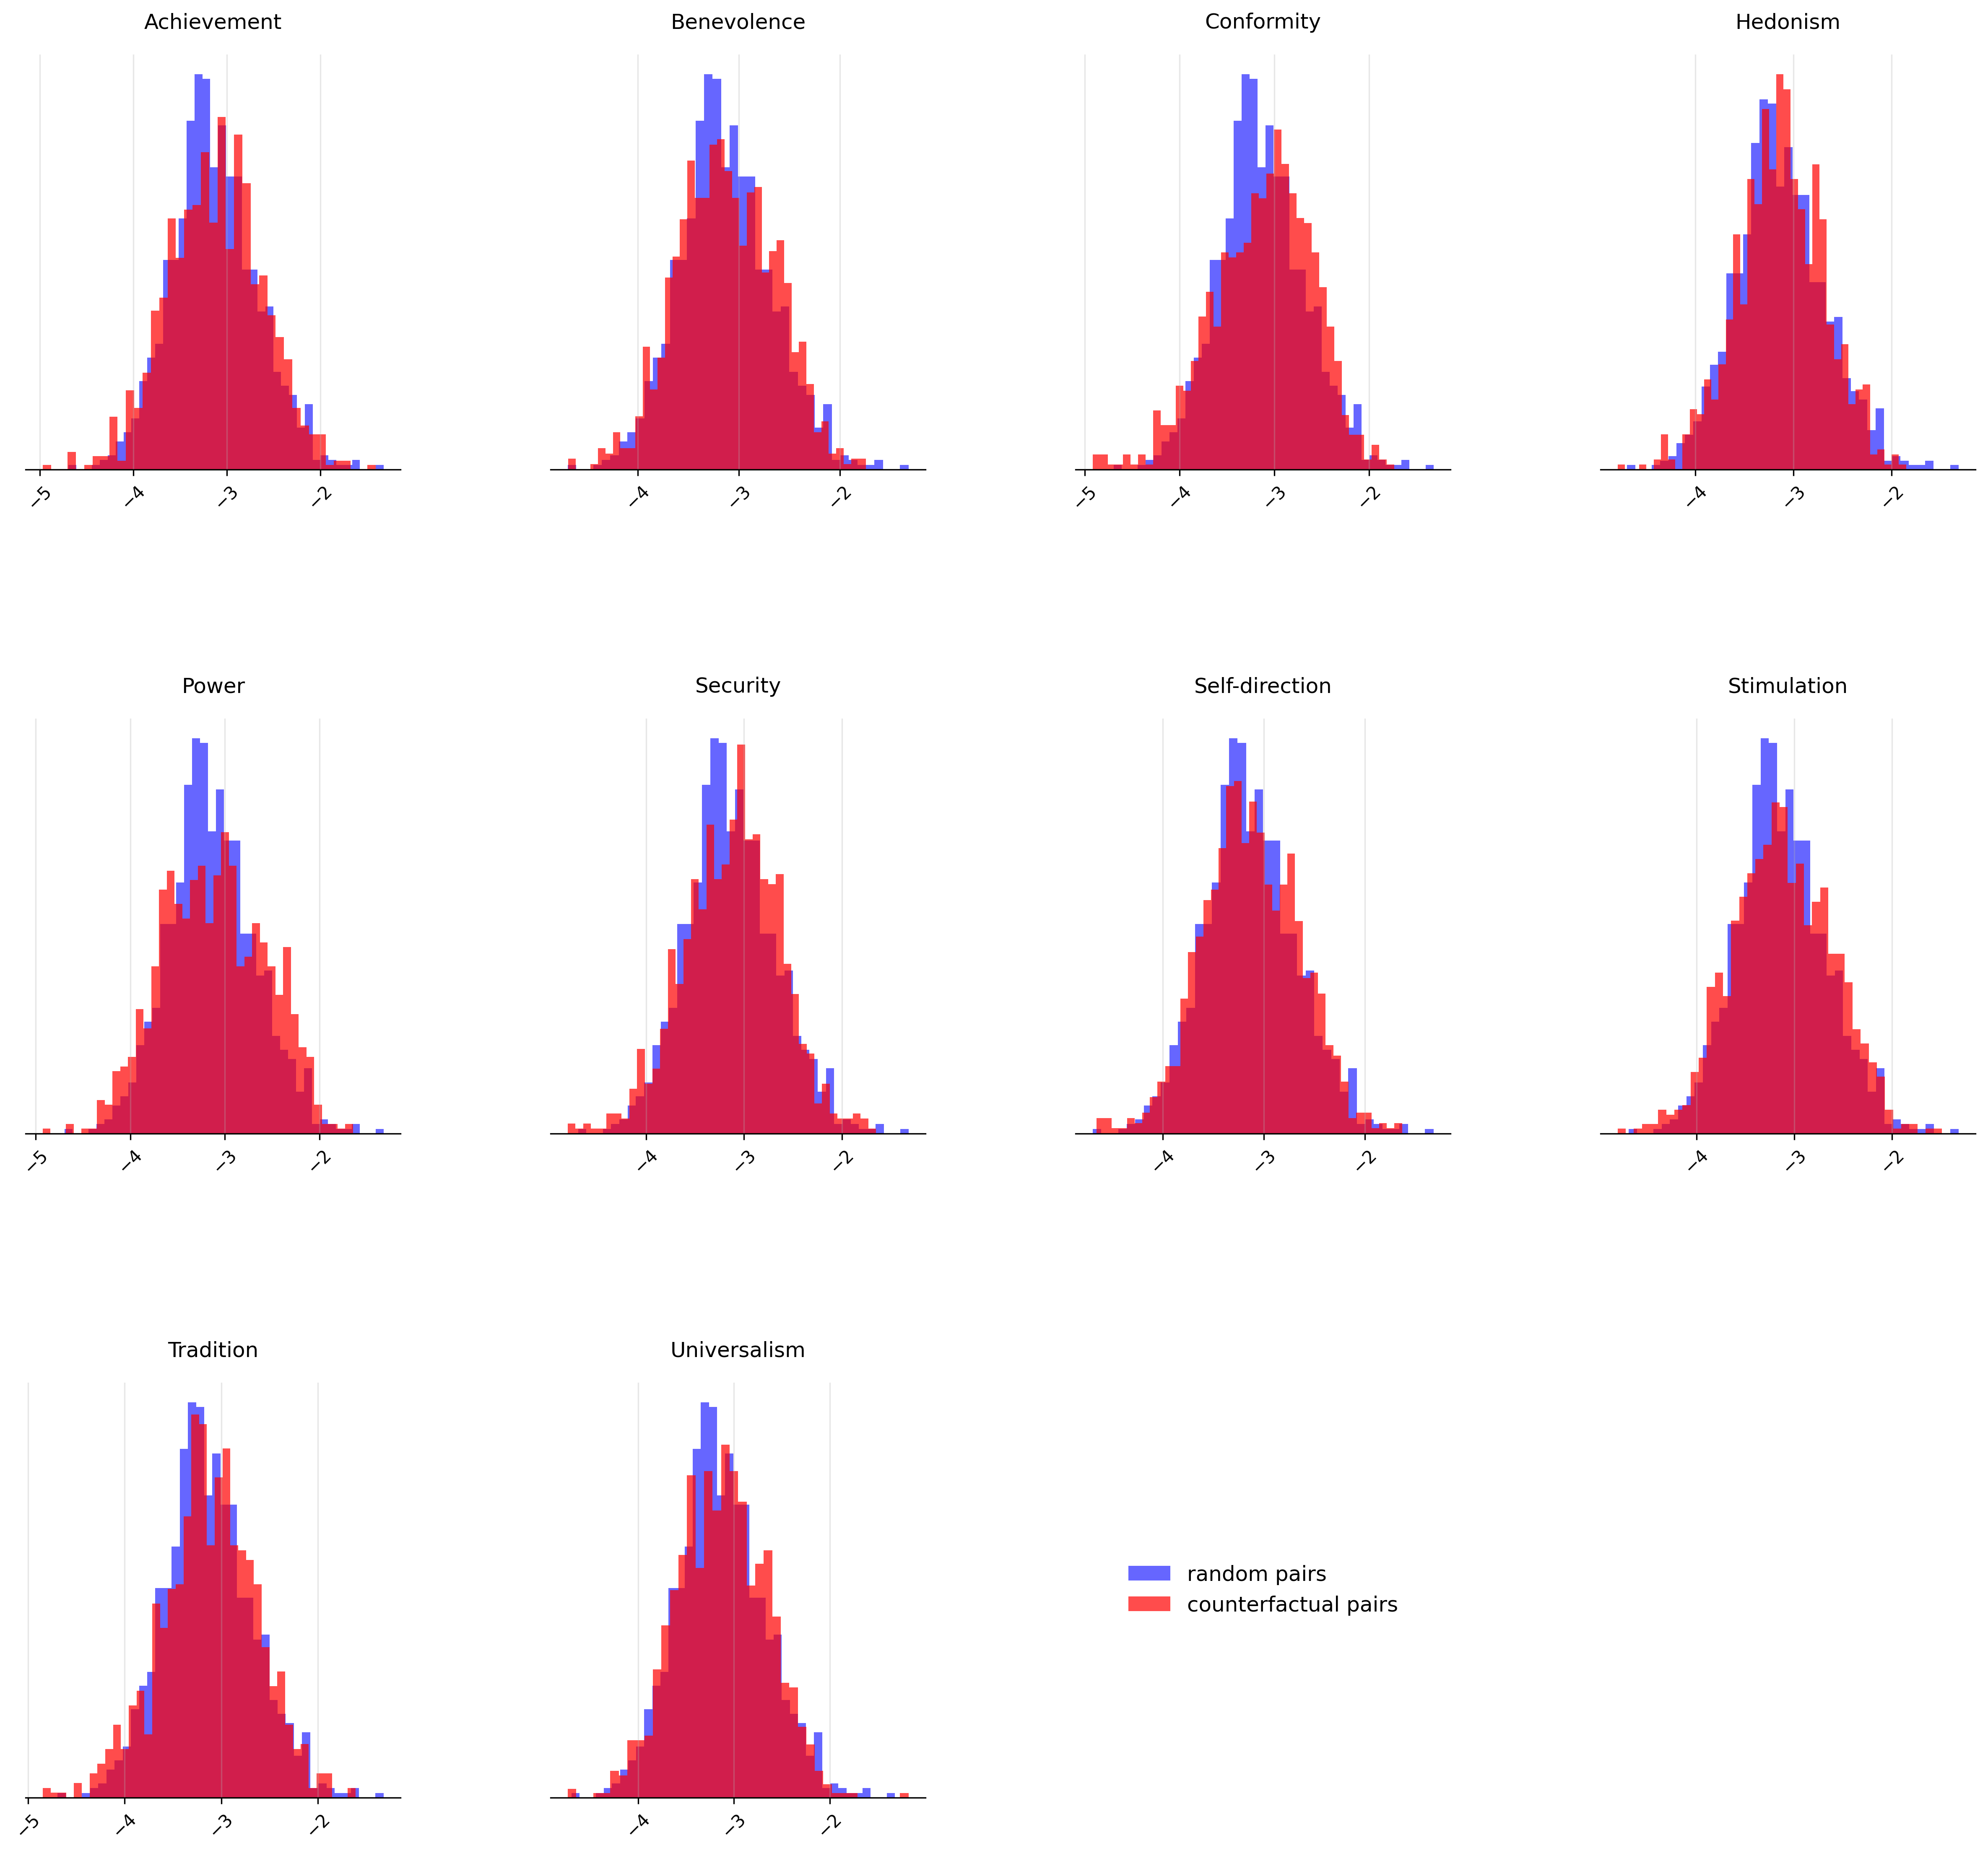 Achievement Benevolence Conformity Hedonism
−5 −4 −3 −2 −4 −3 −2 −5 −4 −3 −2 −4 −3 −2
Power Security Self-direction Stimulation
−5 −4 −3 −2 −4 −3 −2 −4 −3 −2 −4 −3 −2
Tradition Universalism
random pairs
counterfactual pairs
−5 −4 −3 −2 −4 −3 −2